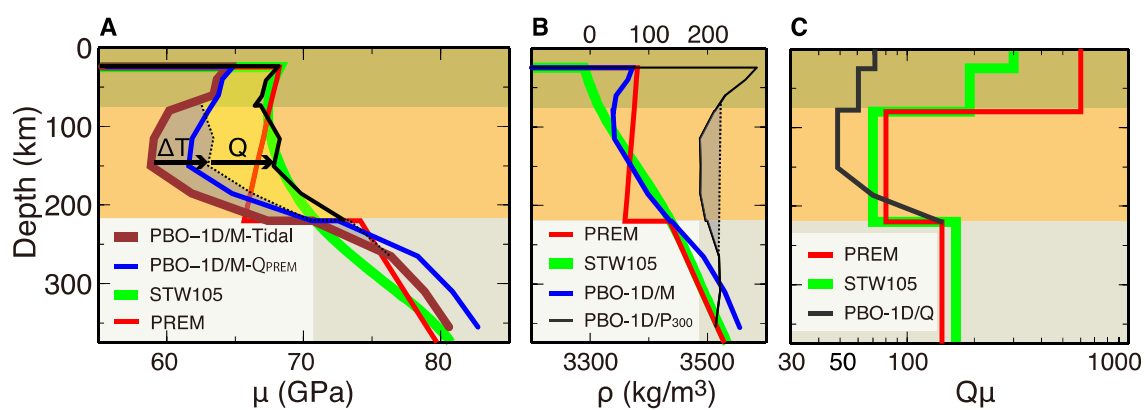 A
B
C
0
100
200
0
100
200
300
Depth (km)
ΔT
Q
PBO–1D/M-Tidal
PBO–1D/M-QPREM
STW105
PREM
60
70
80
μ (GPa)
PREM
STW105
PBO-1D/M
PBO-1D/P300
3300
3400
3500
ρ (kg/m³)
PREM
STW105
PBO-1D/Q
30
50
100
1000
Qμ